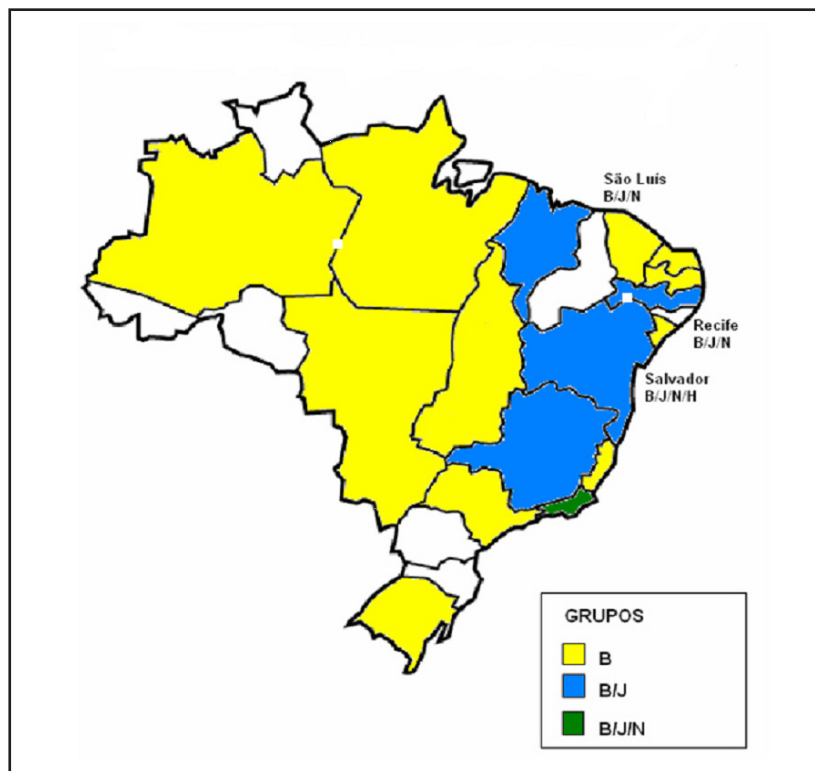 São Luís
B/J/N
Recife
B/J/N
Salvador
B/J/N/H
GRUPOS
B
B/J
B/J/N